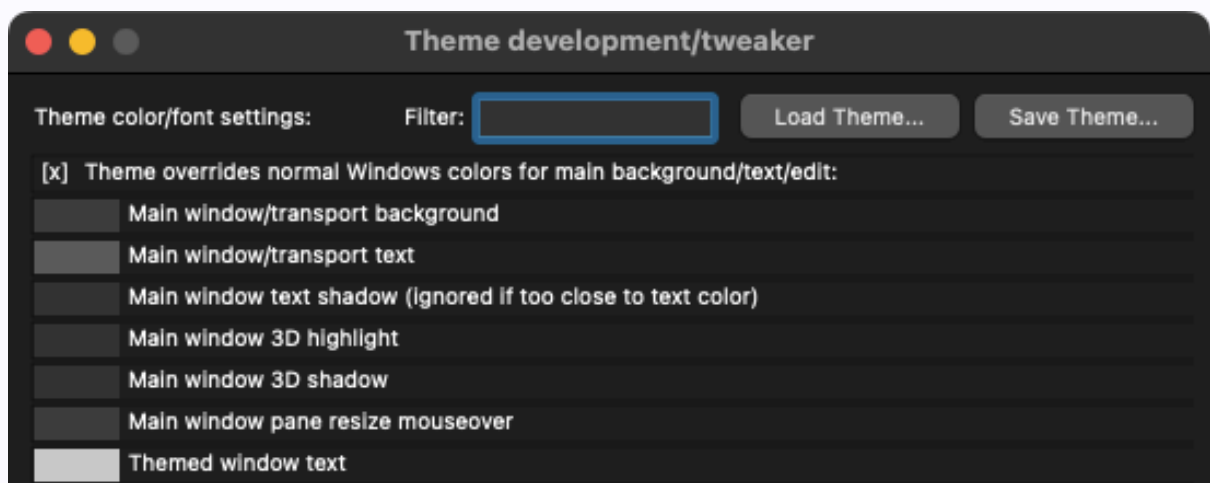 Theme development/tweaker
Theme color/font settings: Filter: Load Theme... Save Theme...
[x] Theme overrides normal Windows colors for main background/text/edit:
Main window/transport background
Main window/transport text
Main window text shadow (ignored if too close to text color)
Main window 3D highlight
Main window 3D shadow
Main window pane resize mouseover
Themed window text